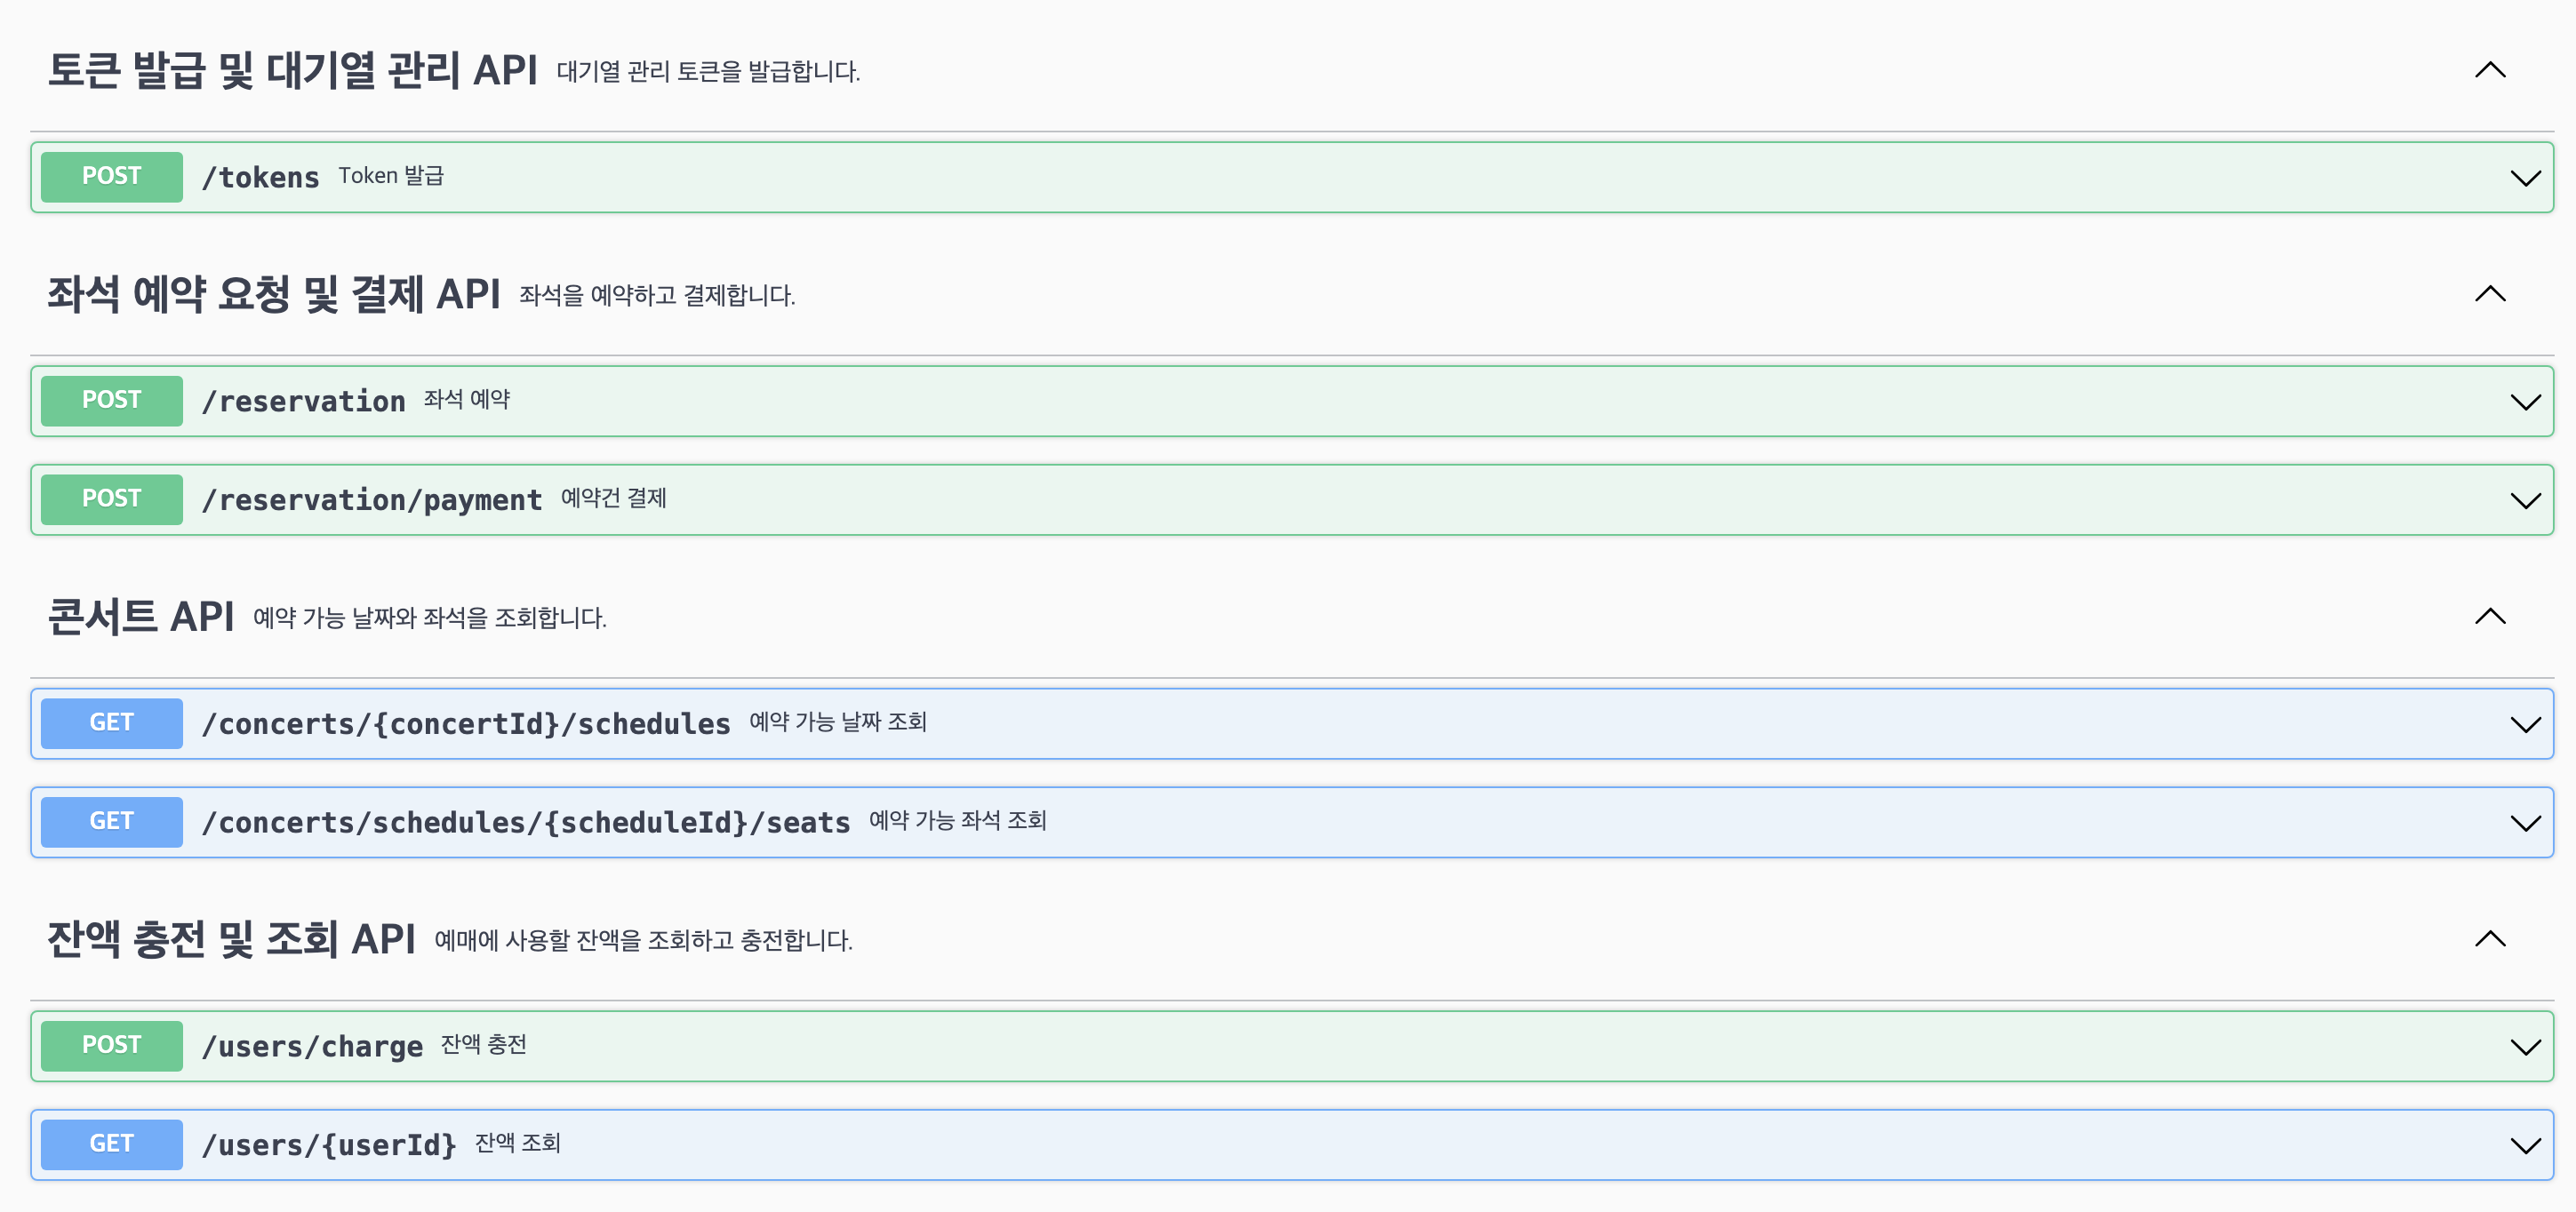 토큰 발급 및 대기열 관리 API 대기열 관리 토큰을 발급합니다.
POST /tokens Token 발급
좌석 예약 요청 및 결제 API 좌석을 예약하고 결제합니다.
POST /reservation 좌석 예약
POST /reservation/payment 예약건 결제
콘서트 API 예약 가능 날짜와 좌석을 조회합니다.
GET /concerts/{concertId}/schedules 예약 가능 날짜 조회
GET /concerts/schedules/{scheduleId}/seats 예약 가능 좌석 조회
잔액 충전 및 조회 API 예매에 사용할 잔액을 조회하고 충전합니다.
POST /users/charge 잔액 충전
GET /users/{userId} 잔액 조회